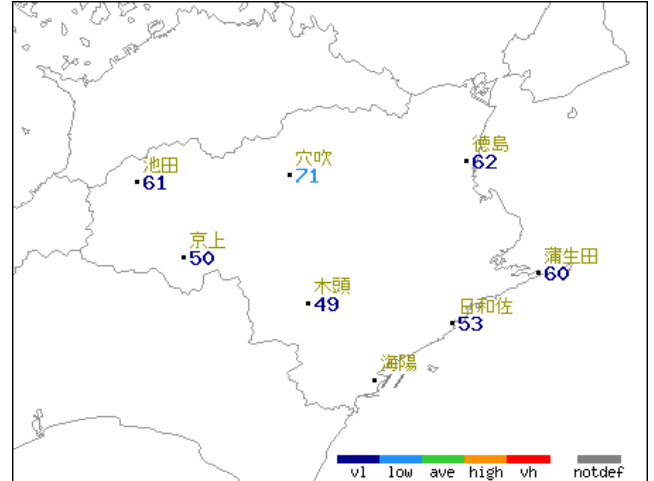 徳島
62
穴吹
71
池田
61
京上
50
蒲生田
60
木頭
49
日和佐
53
海陽
vl low ave high vh notdef